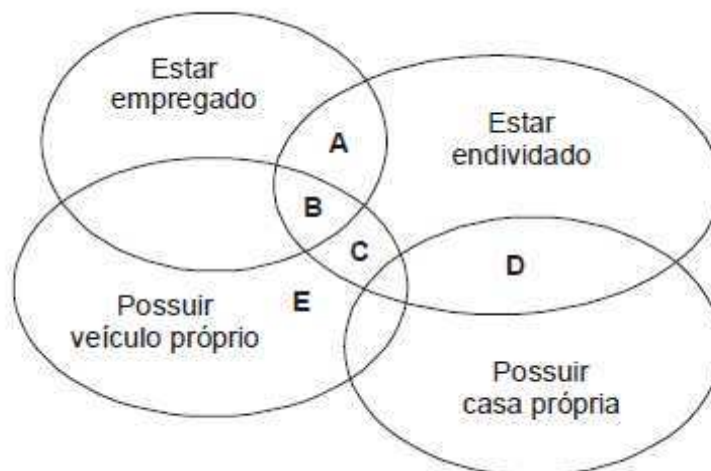 Estar
empregado
Estar
endividado
A
B
C
D
E
Possuir
veículo próprio
Possuir
casa própria